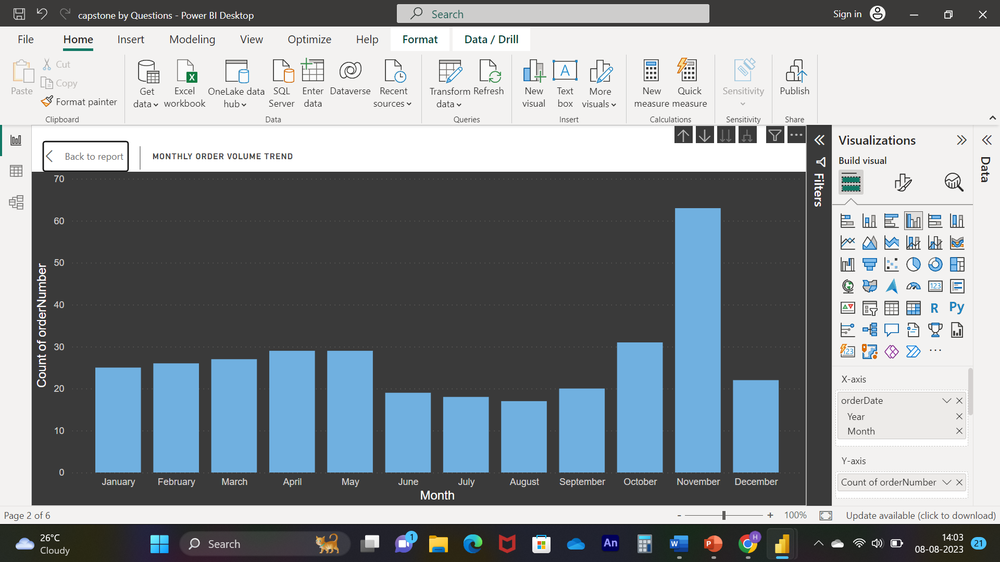 capstone by Questions - Power BI Desktop
Search
Sign in
File Home Insert Modeling View Optimize Help Format Data / Drill
Paste
Cut
Copy
Format painter
Clipboard
Get data
Excel workbook
OneLake data hub
SQL Server
Enter data
Dataverse
Recent sources
Data
Transform data
Refresh
Queries
New visual
Text box
More visuals
Insert
New measure
Quick measure
Calculations
Sensitivity
Sensitivity
Publish
Share
Back to report
MONTHLY ORDER VOLUME TREND
70
60
50
40
30
20
10
0
Count of orderNumber
January February March April May June July August September October November December
Month
Filters
Visualizations
Build visual
123
R
Py
123
...
X-axis
orderDate
Year
Month
Y-axis
Count of orderNumber
Data
Page 2 of 6
- + 100%
Update available (click to download)
26°C
Cloudy
Search
1
An
W
P
H
14:03
08-08-2023
21